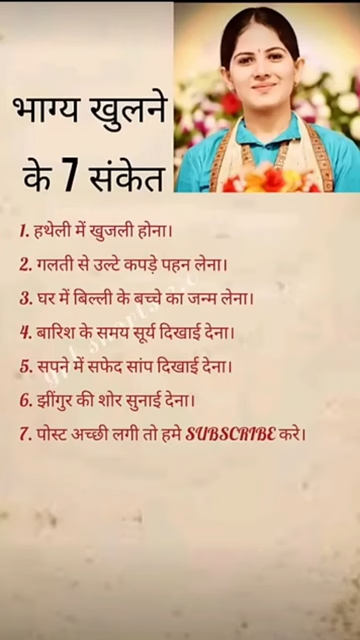 भाग्य खुलने
के 7 संकेत
1. हथेली में खुजली होना।
2. गलती से उल्टे कपड़े पहन लेना।
3. घर में बिल्ली के बच्चे का जन्म लेना।
4. बारिश के समय सूर्य दिखाई देना।
5. सपने में सफेद सांप दिखाई देना।
6. झींगुर की शोर सुनाई देना।
7. पोस्ट अच्छी लगी तो हमे SUBSCRIBE करे।